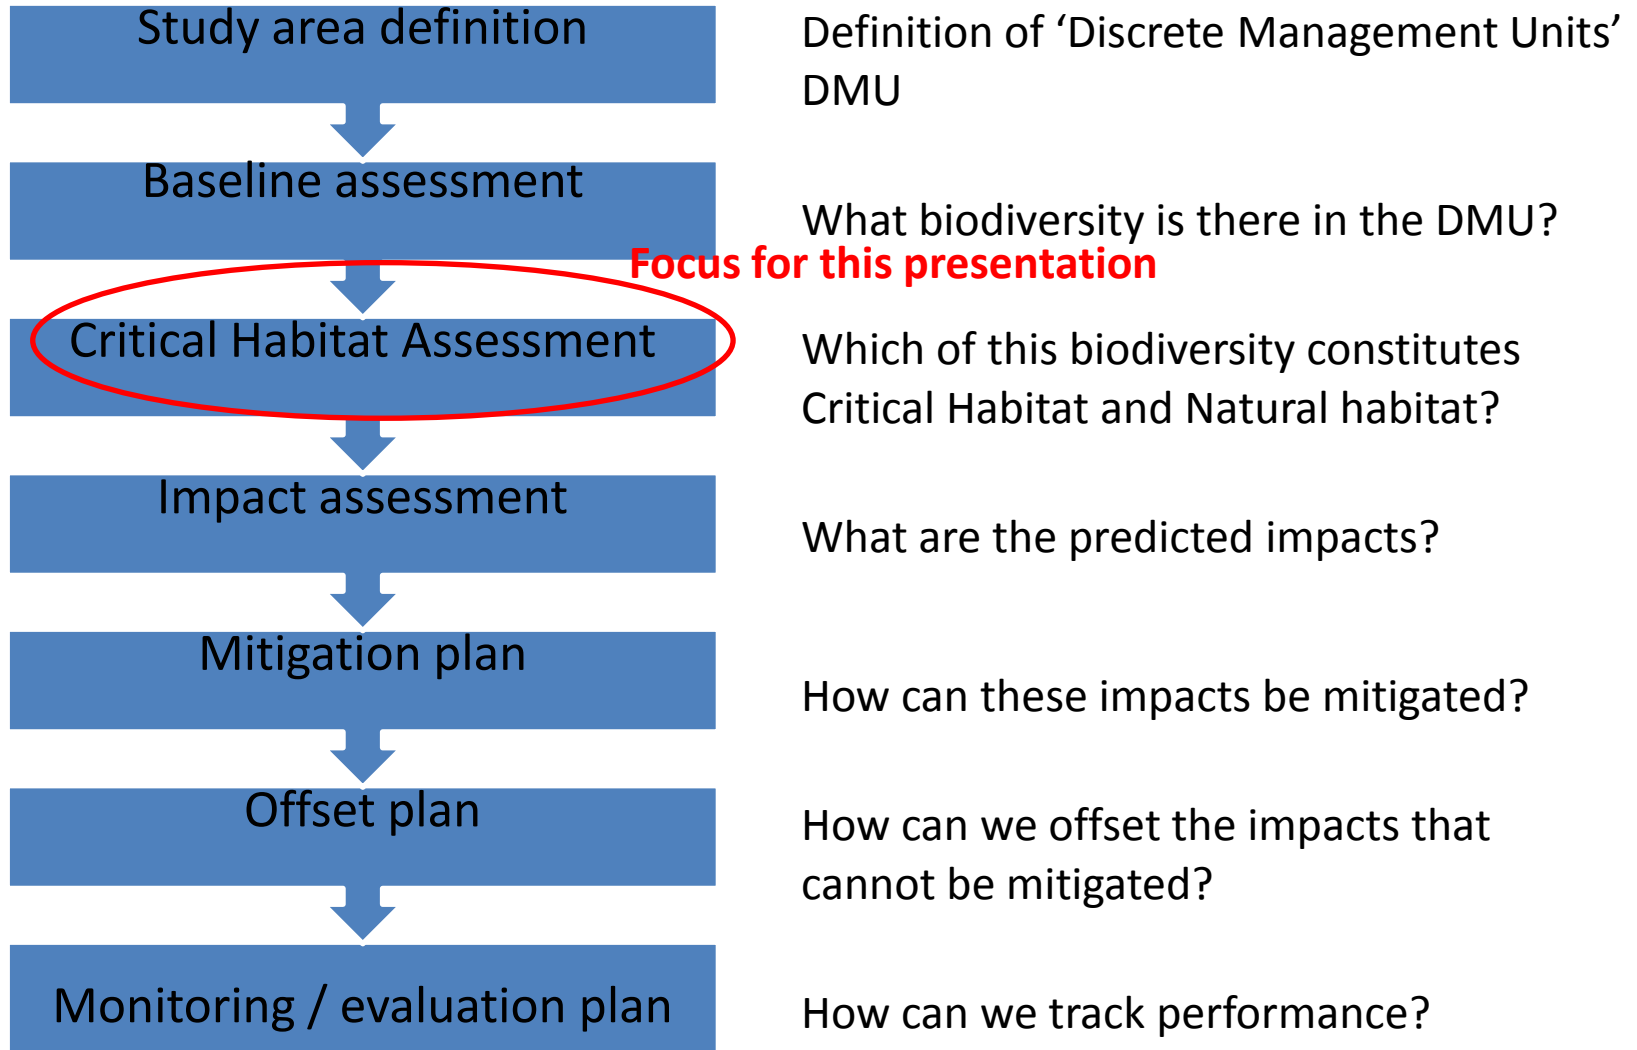 Study area definition
Definition of ‘Discrete Management Units’
DMU
Baseline assessment
What biodiversity is there in the DMU?
Focus for this presentation
Critical Habitat Assessment
Which of this biodiversity constitutes
Critical Habitat and Natural habitat?
Impact assessment
What are the predicted impacts?
Mitigation plan
How can these impacts be mitigated?
Offset plan
How can we offset the impacts that
cannot be mitigated?
Monitoring / evaluation plan
How can we track performance?